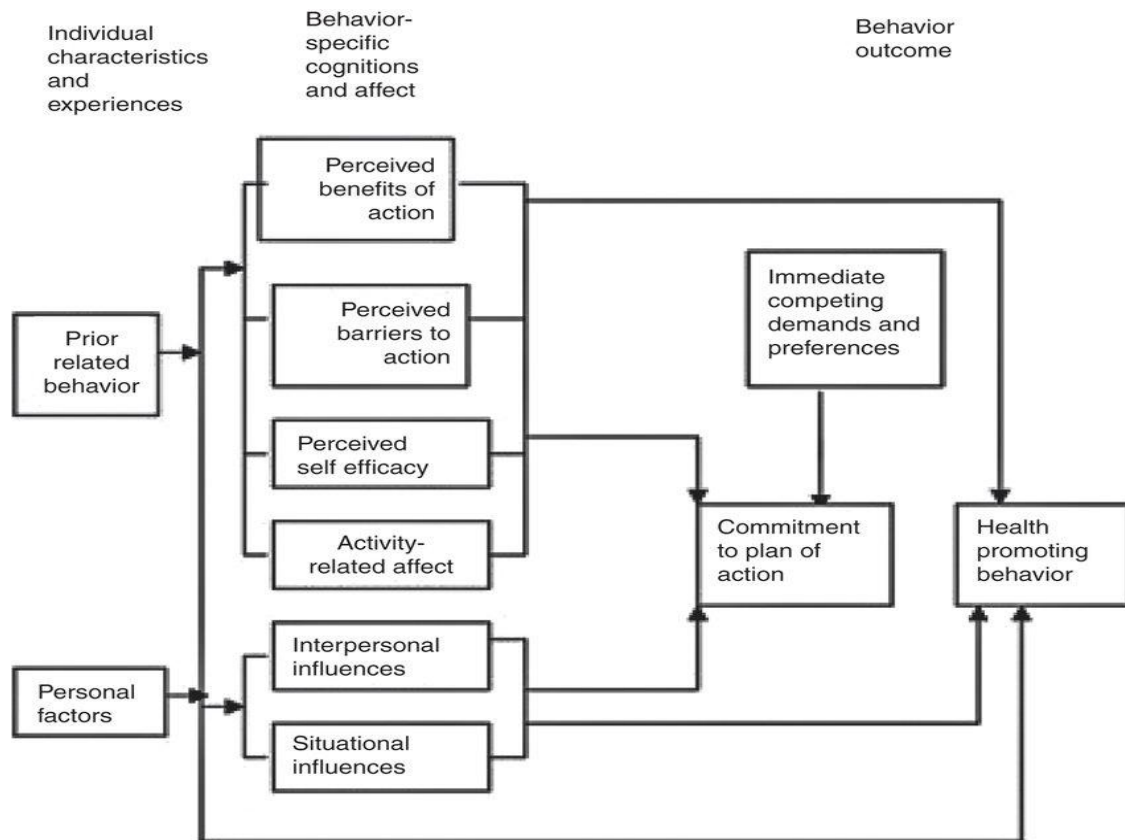 Individual
characteristics
and
experiences
Behavior-
specific
cognitions
and affect
Behavior
outcome
Perceived
benefits of
action
Perceived
barriers to
action
Perceived
self efficacy
Activity-
related affect
Interpersonal
influences
Situational
influences
Prior
related
behavior
Personal
factors
Immediate
competing
demands and
preferences
Commitment
to plan of
action
Health
promoting
behavior